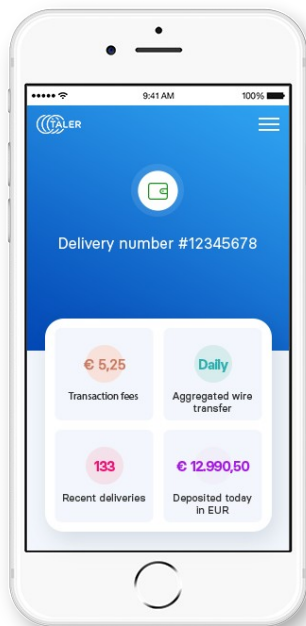 9:41 AM
100%
TALER
Delivery number #12345678
€ 5,25
Transaction fees
Daily
Aggregated wire
transfer
133
Recent deliveries
€ 12.990,50
Deposited today
in EUR